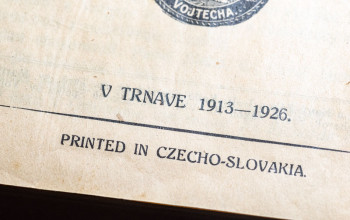 VOJTECHA.
V TRNAVE 1913—1926.
PRINTED IN CZECHO-SLOVAKIA.